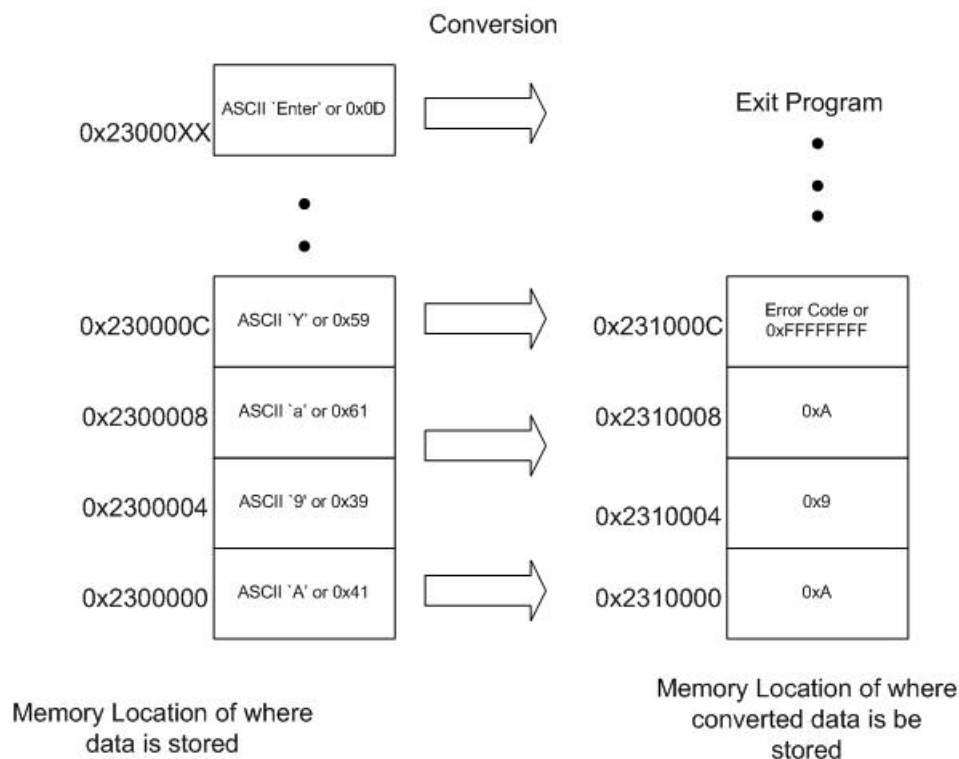 Conversion
ASCII `Enter' or 0x0D
0x23000XX
Exit Program
0x230000C
ASCII `Y' or 0x59
0x231000C
Error Code or
0xFFFFFFFF
0x2300008
ASCII `a' or 0x61
0x2310008
0xA
0x2300004
ASCII `9' or 0x39
0x2310004
0x9
0x2300000
ASCII `A' or 0x41
0x2310000
0xA
Memory Location of where
data is stored
Memory Location of where
converted data is be
stored